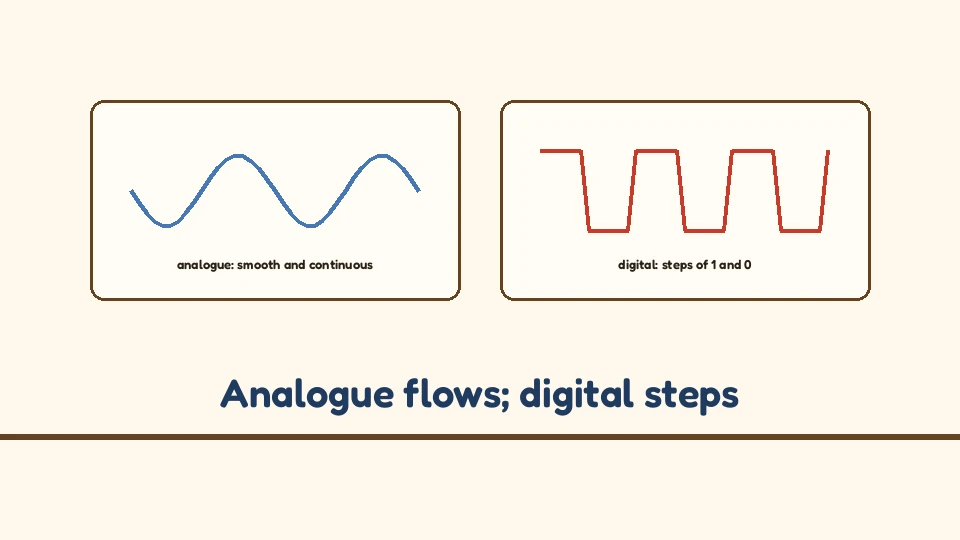 analogue: smooth and continuous
digital: steps of 1 and 0
Analogue flows; digital steps